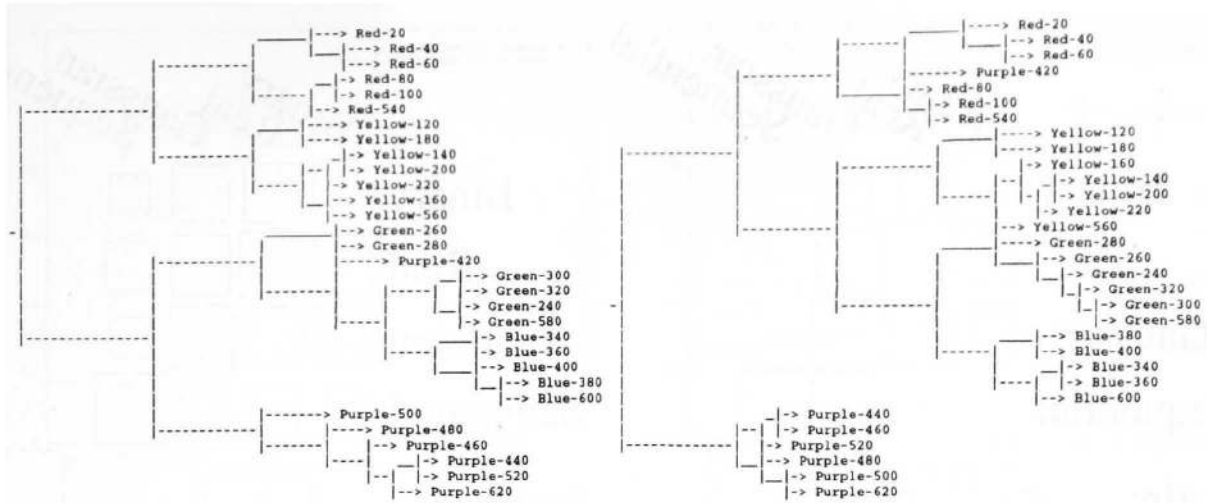 Red-20
Red-40
Red-60
Red-80
Red-100
Red-540
Yellow-120
Yellow-180
Yellow-140
Yellow-200
Yellow-220
Yellow-160
Yellow-560
Green-260
Green-280
Purple-420
Green-300
Green-320
Green-240
Green-580
Blue-340
Blue-360
Blue-400
Blue-380
Blue-600
Purple-500
Purple-480
Purple-460
Purple-440
Purple-520
Purple-620
Red-20
Red-40
Red-60
Purple-420
Red-80
Red-100
Red-540
Yellow-120
Yellow-180
Yellow-160
Yellow-140
Yellow-200
Yellow-220
Yellow-560
Green-280
Green-260
Green-240
Green-320
Green-300
Green-580
Blue-380
Blue-400
Blue-340
Blue-360
Blue-600
Purple-440
Purple-460
Purple-520
Purple-480
Purple-500
Purple-620